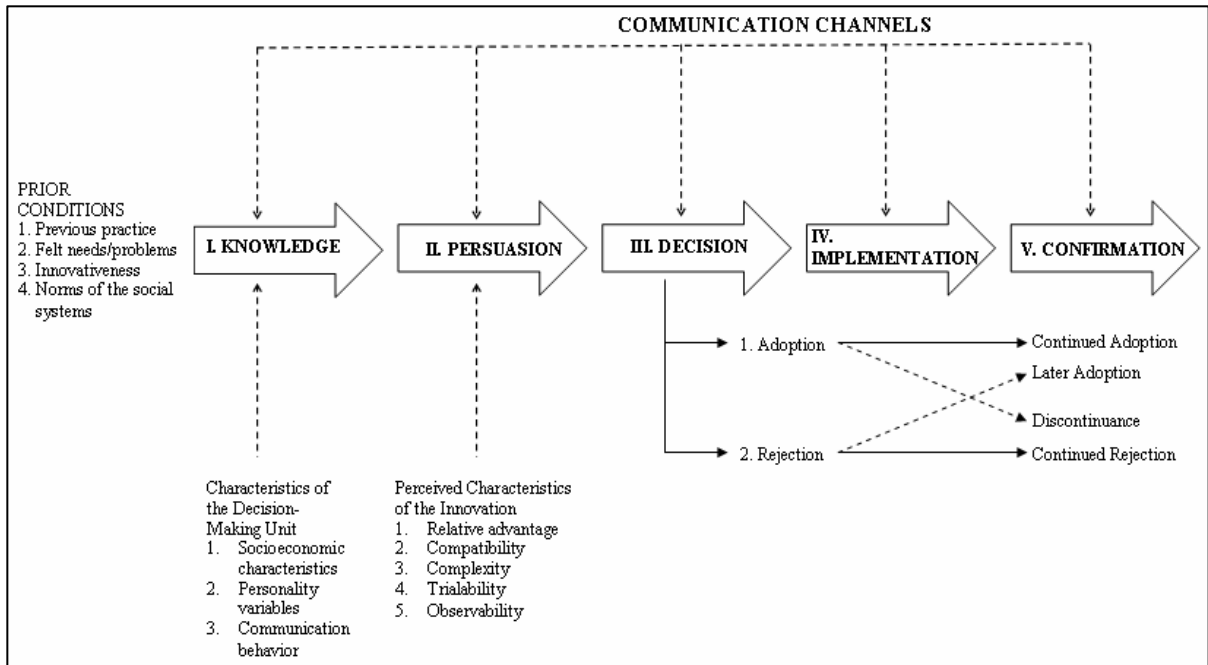 COMMUNICATION CHANNELS
PRIOR
CONDITIONS
1. Previous practice
2. Felt needs/problems
3. Innovativeness
4. Norms of the social
systems
I. KNOWLEDGE
II. PERSUASION
III. DECISION
IV.
IMPLEMENTATION
V. CONFIRMATION
1. Adoption
2. Rejection
Continued Adoption
Later Adoption
Discontinuance
Continued Rejection
Characteristics of
the Decision-
Making Unit
1. Socioeconomic
characteristics
2. Personality
variables
3. Communication
behavior
Perceived Characteristics
of the Innovation
1. Relative advantage
2. Compatibility
3. Complexity
4. Trialability
5. Observability